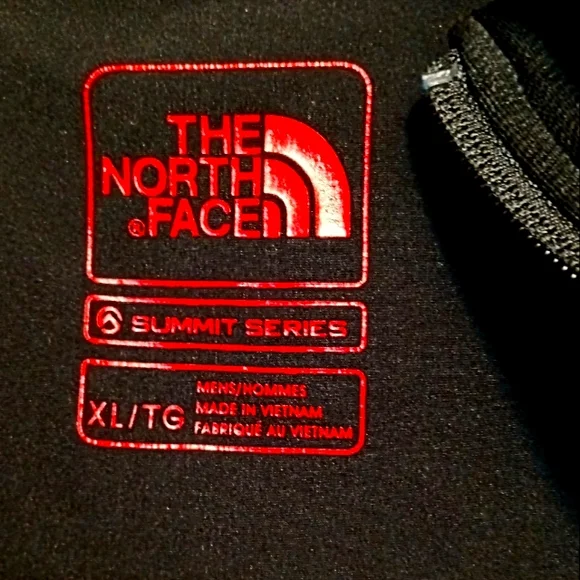 THE
NORTH
®FACE
SUMMIT SERIES
XL/TG
MENS/HOMMES
MADE IN VIETNAM
FABRIQUÉ AU VIETNAM